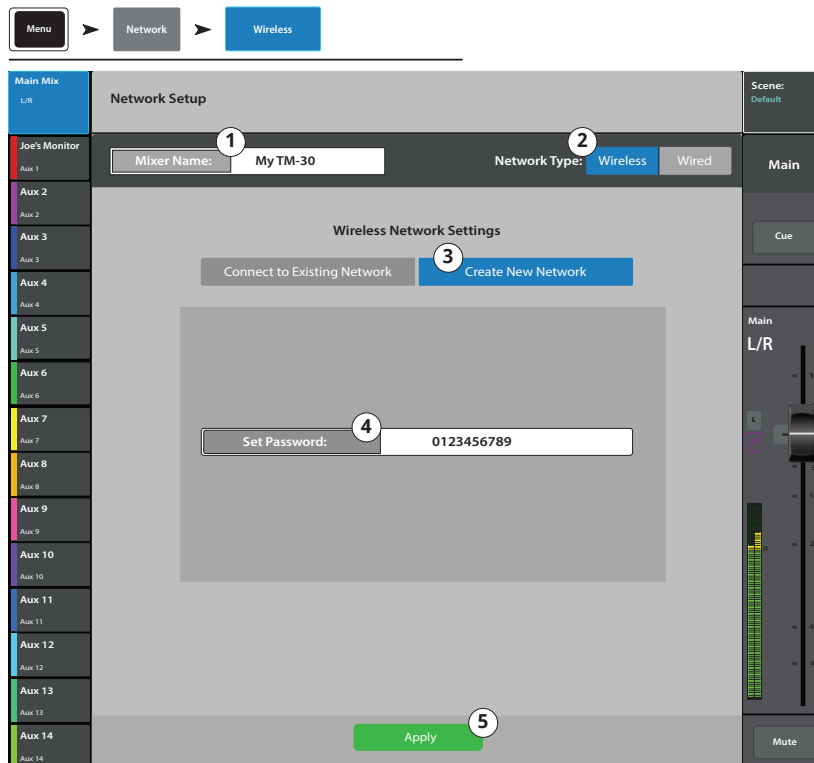 Menu
Network
Wireless
Main Mix
L/R
Network Setup
Scene:
Default
Joe's Monitor
Aux 1
1
Mixer Name:
My TM-30
2
Network Type:
Wireless
Wired
Main
Aux 2
Aux 2
Aux 3
Aux 3
Wireless Network Settings
Cue
3
Connect to Existing Network
Create New Network
Aux 4
Aux 4
Aux 5
Aux 5
Main
L/R
Aux 6
Aux 6
Aux 7
Aux 7
4
Set Password:
0123456789
L
Aux 8
Aux 8
Aux 9
Aux 9
Aux 10
Aux 10
0
2
Aux 11
Aux 11
4
Aux 12
Aux 12
6
Aux 13
Aux 13
Aux 14
Aux 14
5
Apply
Mute